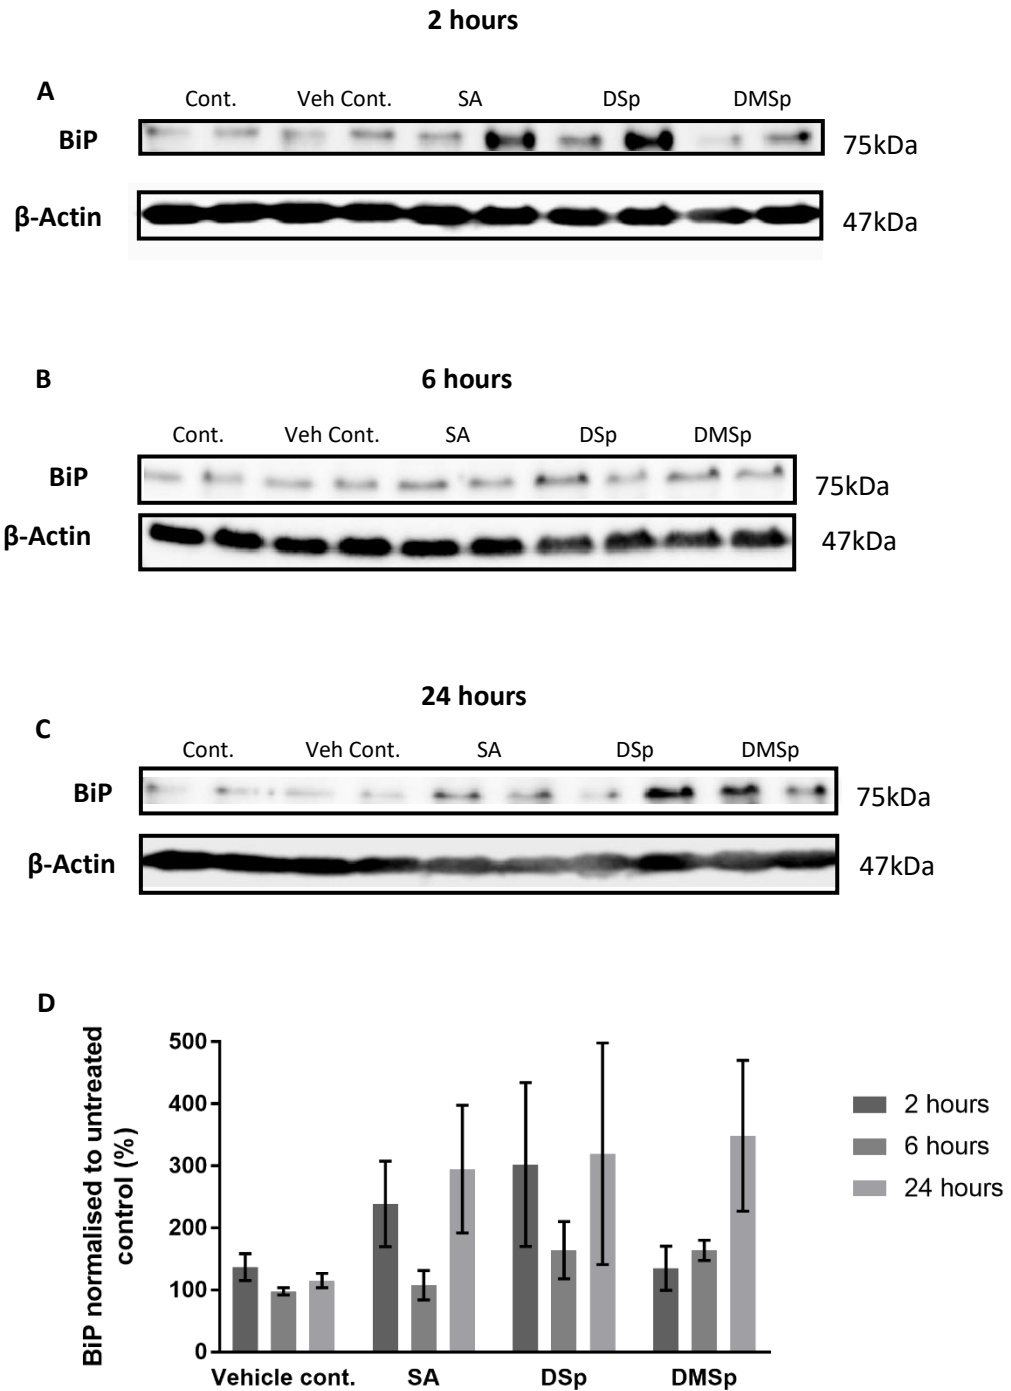 2 hours
A
Cont. Veh Cont. SA DSp DMSp
BiP 75kDa
β-Actin 47kDa
B
6 hours
Cont. Veh Cont. SA DSp DMSp
BiP 75kDa
β-Actin 47kDa
24 hours
C
Cont. Veh Cont. SA DSp DMSp
BiP 75kDa
β-Actin 47kDa
D
BiP normalised to untreated
control (%)
500
400
300
200
100
0
Vehicle cont. SA DSp DMSp
2 hours
6 hours
24 hours